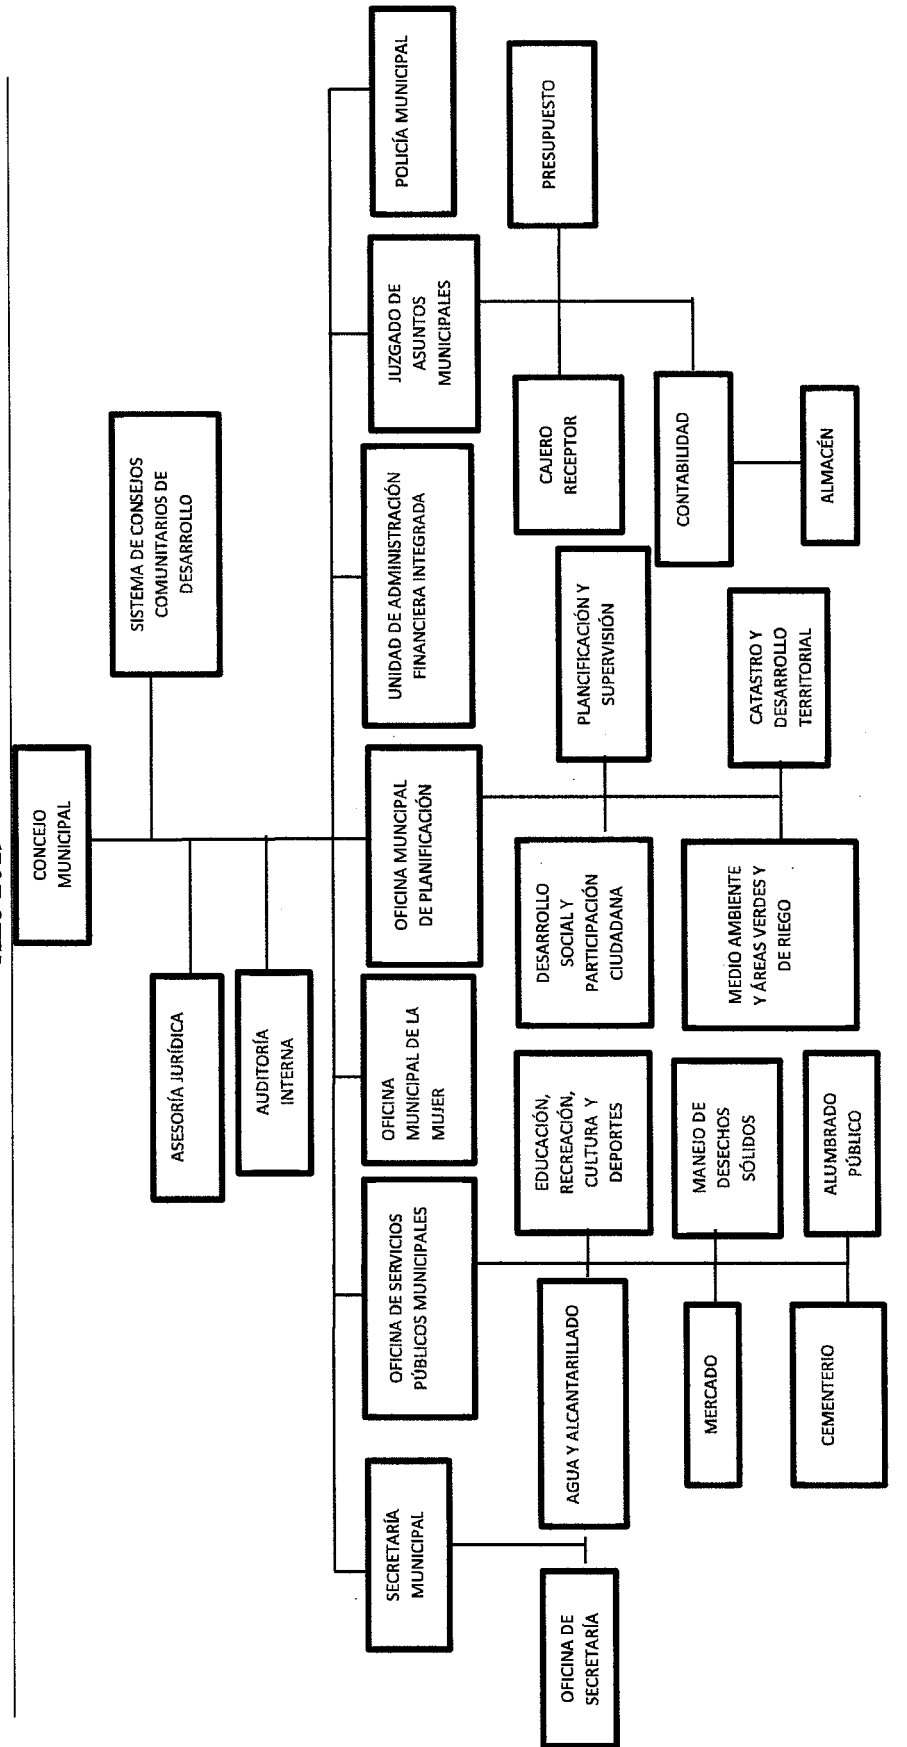 CONCEJO
MUNICIPAL
SISTEMA DE CONSEJOS
COMUNITARIOS DE
DESARROLLO
ASESORÍA JURÍDICA
AUDITORÍA
INTERNA
SECRETARÍA
MUNICIPAL
OFICINA DE SERVICIOS
PÚBLICOS MUNICIPALES
OFICINA
MUNICIPAL DE LA
MUJER
OFICINA MUNCIPAL
DE PLANIFICACIÓN
UNIDAD DE ADMINISTRACIÓN
FINANCIERA INTEGRADA
JUZGADO DE
ASUNTOS
MUNICIPALES
POLICÍA MUNICIPAL
OFICINA DE
SECRETARÍA
AGUA Y ALCANTARILLADO
EDUCACIÓN,
RECREACIÓN,
CULTURA Y
DEPORTES
MERCADO
MANEJO DE
DESECHOS
SÓLIDOS
CEMENTERIO
ALUMBRADO
PÚBLICO
DESARROLLO
SOCIAL Y
PARTICIPACIÓN
CIUDADANA
PLANCIFICACIÓN Y
SUPERVISIÓN
MEDIO AMBIENTE
Y ÁREAS VERDES Y
DE RIEGO
CATASTRO Y
DESARROLLO
TERRITORIAL
CAJERO
RECEPTOR
PRESUPUESTO
CONTABILIDAD
ALMACÉN